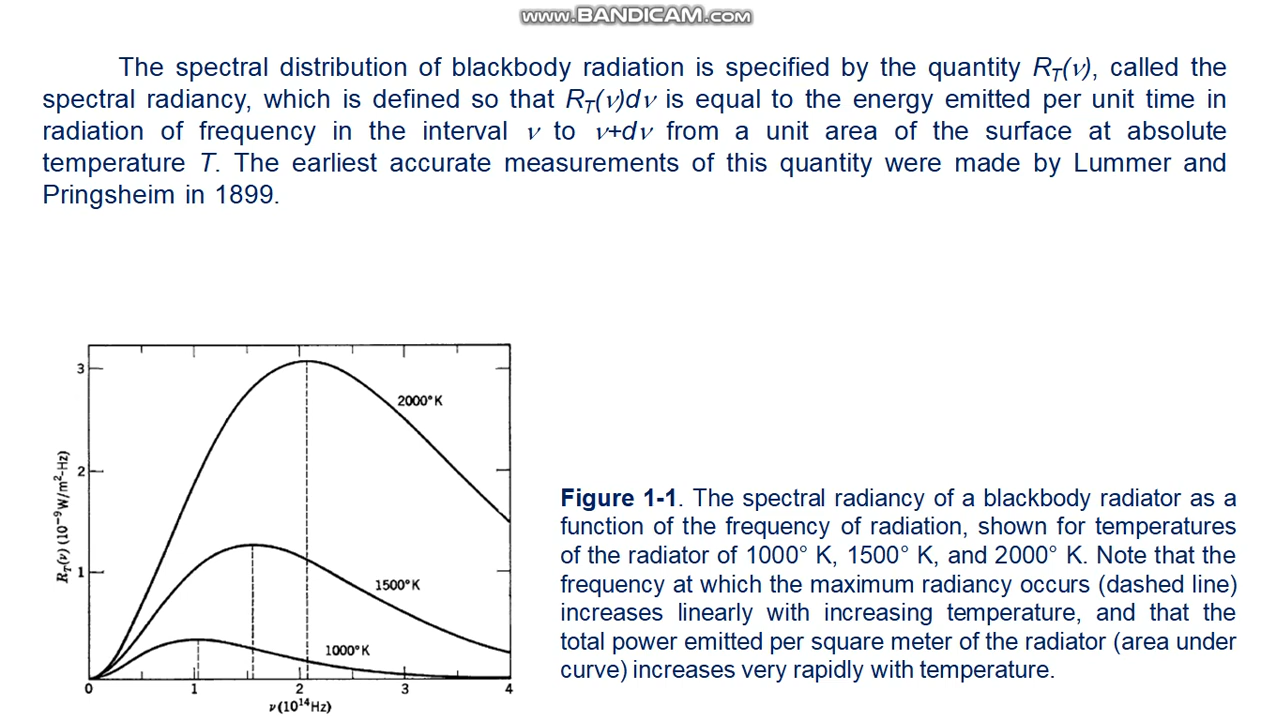 www.BANDICAM.com
The spectral distribution of blackbody radiation is specified by the quantity R_T(ν), called the
spectral radiancy, which is defined so that R_T(ν)dν is equal to the energy emitted per unit time in
radiation of frequency in the interval ν to ν+dν from a unit area of the surface at absolute
temperature T. The earliest accurate measurements of this quantity were made by Lummer and
Pringsheim in 1899.
3
2000°K
2
R_T(ν) (10⁻⁹W/m²-Hz)
1
1500°K
1000°K
0 1 2 3 4
ν(10¹⁴Hz)
Figure 1-1. The spectral radiancy of a blackbody radiator as a
function of the frequency of radiation, shown for temperatures
of the radiator of 1000° K, 1500° K, and 2000° K. Note that the
frequency at which the maximum radiancy occurs (dashed line)
increases linearly with increasing temperature, and that the
total power emitted per square meter of the radiator (area under
curve) increases very rapidly with temperature.